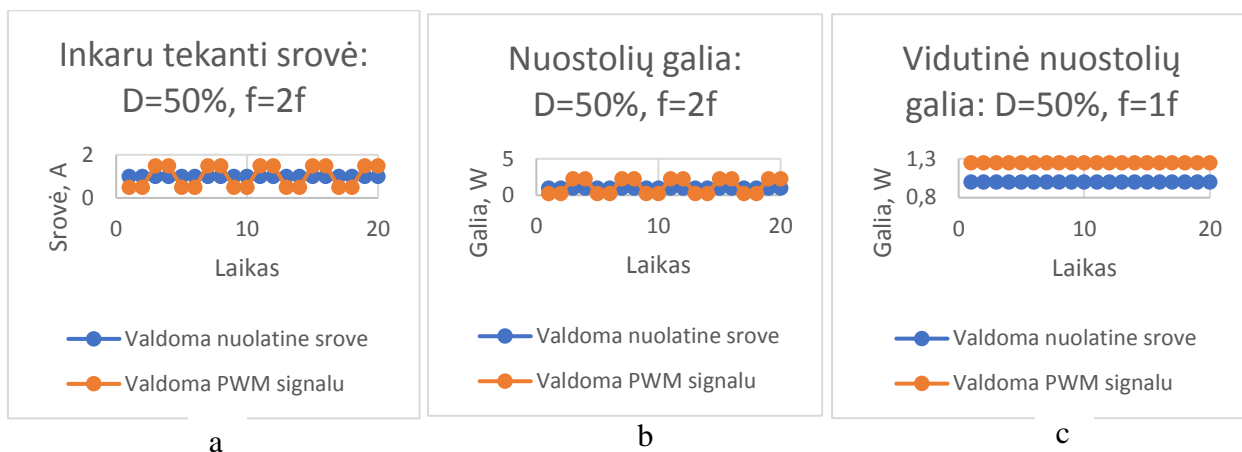 Inkaru tekanti srovė:
D=50%, f=2f
Srovė, A
2
0
0
10
20
Laikas
Valdoma nuolatine srove
Valdoma PWM signalu
a
Nuostolių galia:
D=50%, f=2f
Galia, W
5
0
0
10
20
Laikas
Valdoma nuolatine srove
Valdoma PWM signalu
b
Vidutinė nuostolių
galia: D=50%, f=1f
Galia, W
1,3
0,8
0
10
20
Laikas
Valdoma nuolatine srove
Valdoma PWM signalu
c